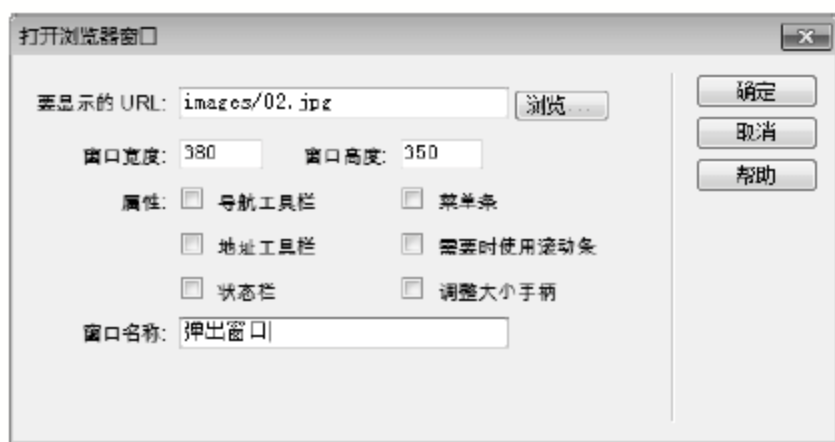 打开浏览器窗口
要显示的 URL: images/02.jpg 浏览... 确定
取消
窗口宽度: 380 窗口高度: 350
帮助
属性: 导航工具栏 菜单条
地址工具栏 需要时使用滚动条
状态栏 调整大小手柄
窗口名称: 弹出窗口